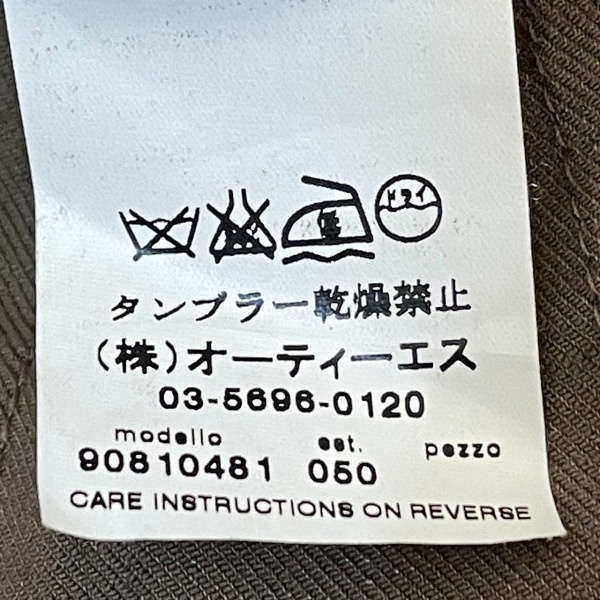 ドライ
タンブラー乾燥禁止
(株)オーティーエス
03-5696-0120
modello est. pezzo
90810481 050
CARE INSTRUCTIONS ON REVERSE